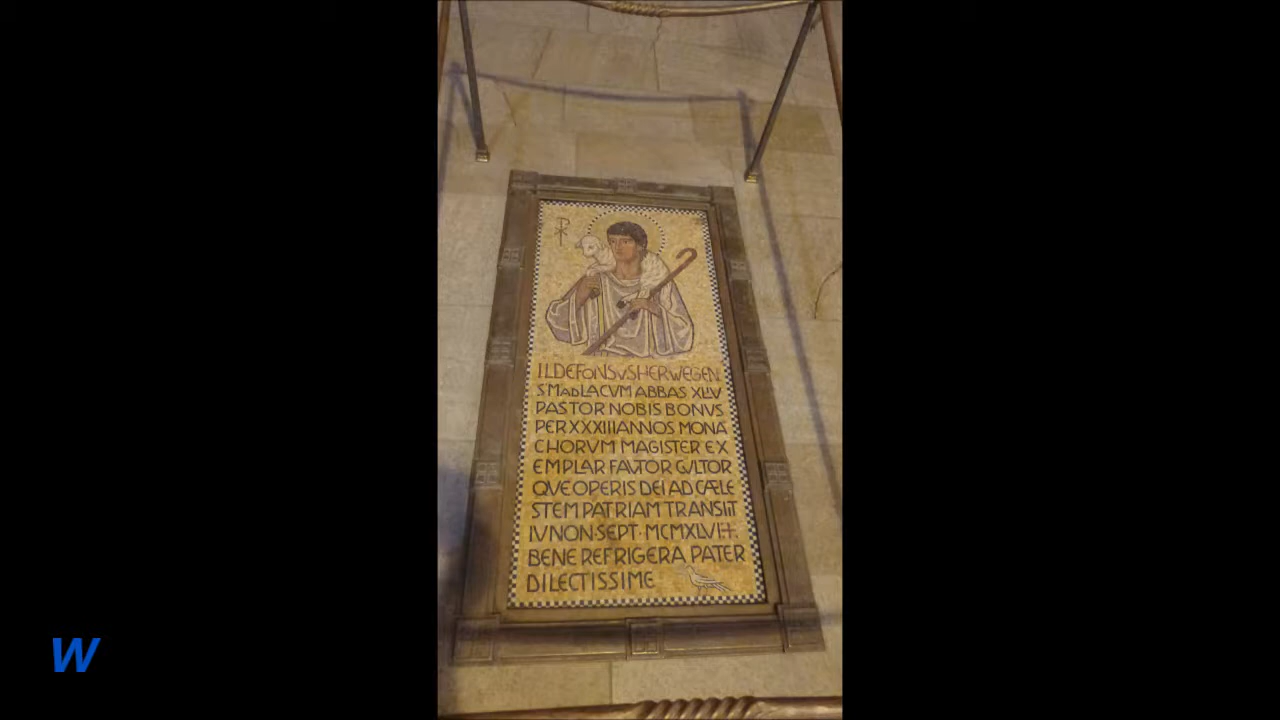 ILDEFONSVSHERWEGEN
SMADLACVM ABBAS XLIV
PASTOR NOBIS BONVS
PER XXXIII ANNOS MONA
CHORVM MAGISTER EX
EMPLAR FAVTOR CVLTOR
QVE OPERIS DEI AD CÆLE
STEM PATRIAM TRANSIIT
IV NON·SEPT·MCMXLVI+
BENE REFRIGERA PATER
DILECTISSIME
W